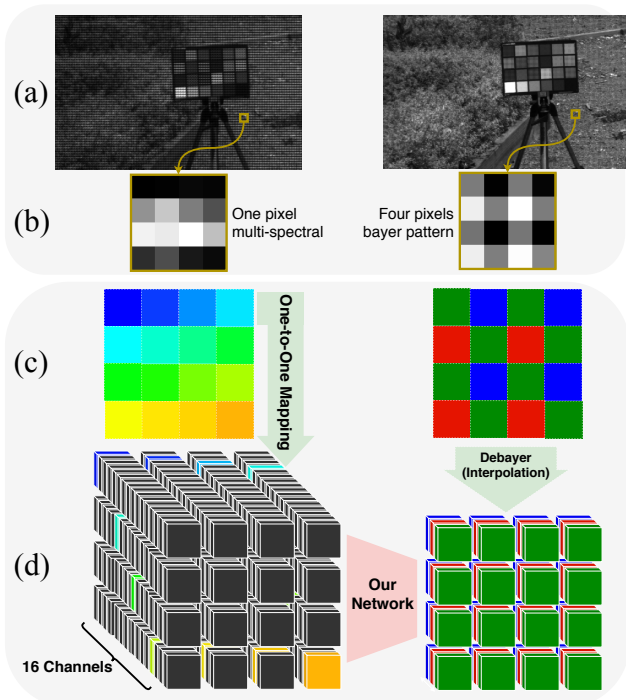 (a)
(b)
One pixel
multi-spectral
Four pixels
bayer pattern
(c)
One-to-One
Mapping
Debayer
(Interpolation)
(d)
Our
Network
16 Channels